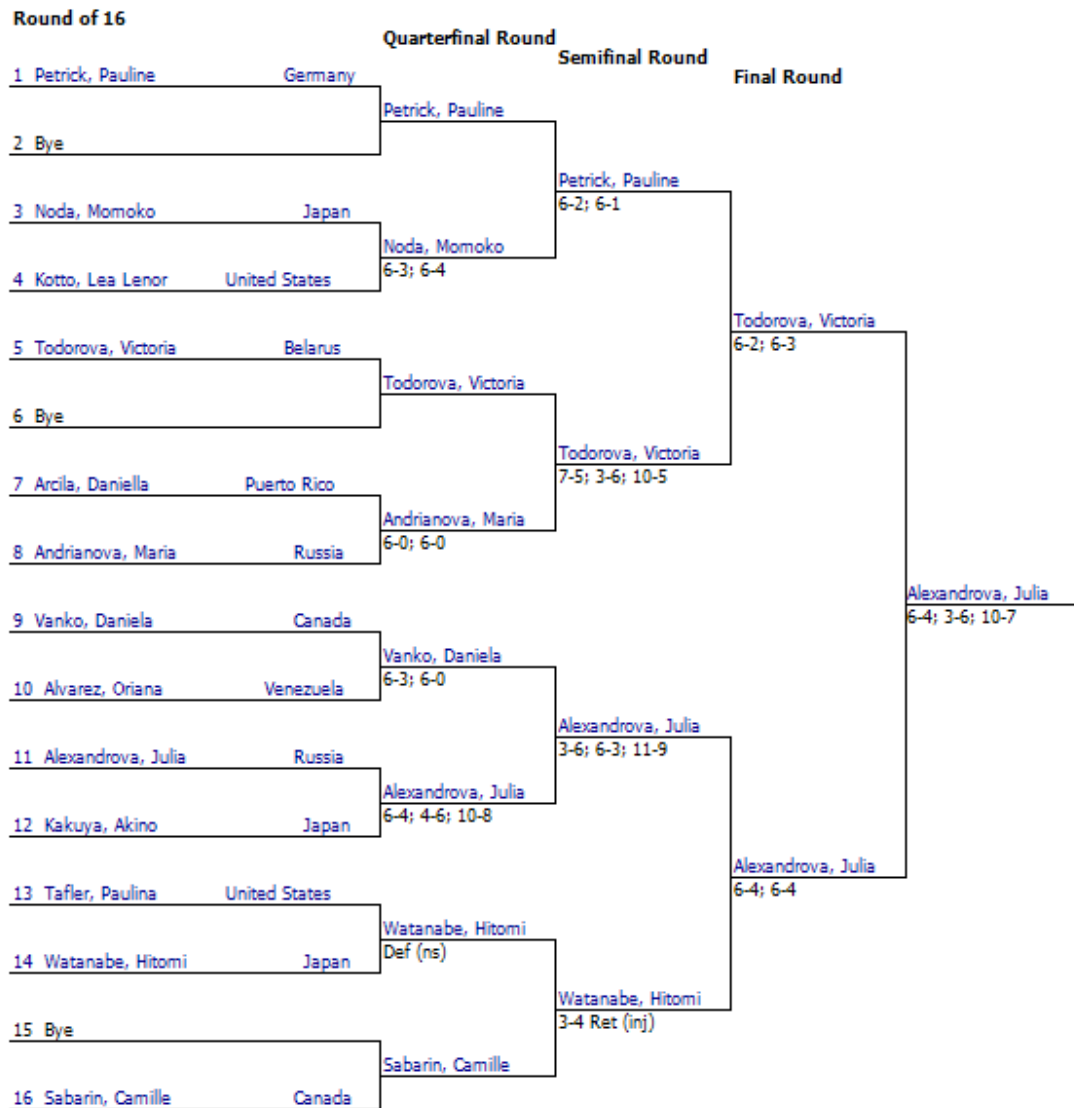 Round of 16
Quarterfinal Round
Semifinal Round
Final Round
1 Petrick, Pauline Germany
Petrick, Pauline
2 Bye
Petrick, Pauline
6-2; 6-1
3 Noda, Momoko Japan
Noda, Momoko
6-3; 6-4
4 Kotto, Lea Lenor United States
Todorova, Victoria
6-2; 6-3
5 Todorova, Victoria Belarus
Todorova, Victoria
6 Bye
Todorova, Victoria
7-5; 3-6; 10-5
7 Arcila, Daniella Puerto Rico
Andrianova, Maria
6-0; 6-0
8 Andrianova, Maria Russia
Alexandrova, Julia
6-4; 3-6; 10-7
9 Vanko, Daniela Canada
Vanko, Daniela
6-3; 6-0
10 Alvarez, Oriana Venezuela
Alexandrova, Julia
3-6; 6-3; 11-9
11 Alexandrova, Julia Russia
Alexandrova, Julia
6-4; 4-6; 10-8
12 Kakuya, Akino Japan
Alexandrova, Julia
6-4; 6-4
13 Tafler, Paulina United States
Watanabe, Hitomi
Def (ns)
14 Watanabe, Hitomi Japan
Watanabe, Hitomi
3-4 Ret (inj)
15 Bye
Sabarin, Camille
16 Sabarin, Camille Canada